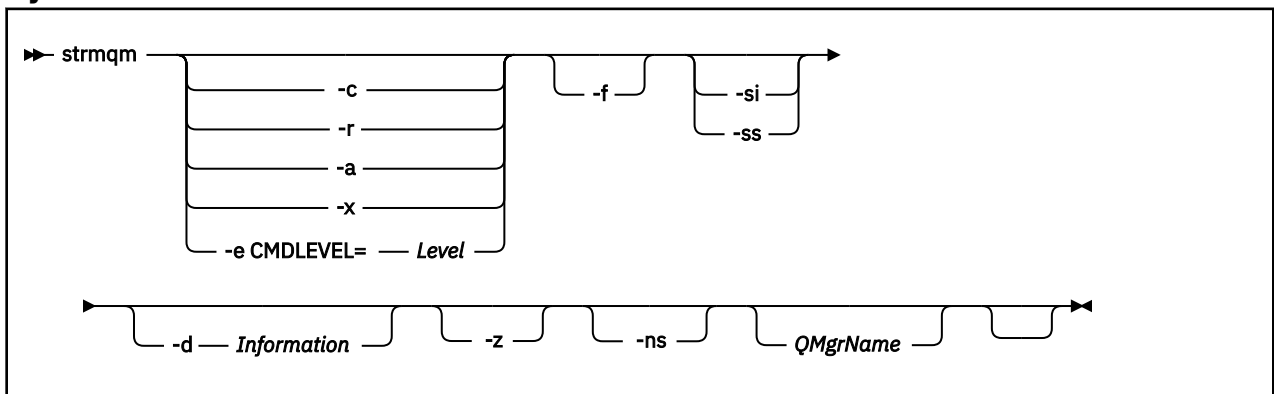 strmqm
-c
-f
-si
-r
-ss
-a
-x
-e CMDLEVEL= Level
-d Information
-z
-ns
QMgrName